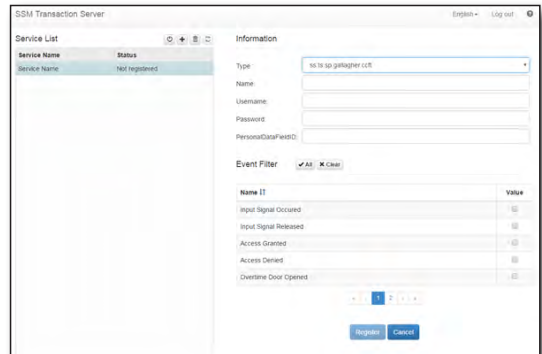 SSM Transaction Server
English Log out
Service List
Service Name Status
Service Name Not registered
Information
Type: ss.ts.sp.gallagher.ccft
Name:
Username:
Password:
PersonalDataFieldID:
Event Filter All Clear
Name Value
Input Signal Occured
Input Signal Released
Access Granted
Access Denied
Overtime Door Opened
« ‹ 1 2 › »
Register Cancel